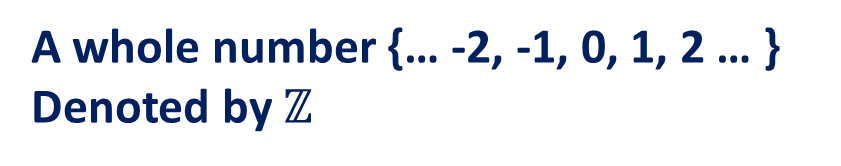 A whole number {… -2, -1, 0, 1, 2 … }
Denoted by ℤ